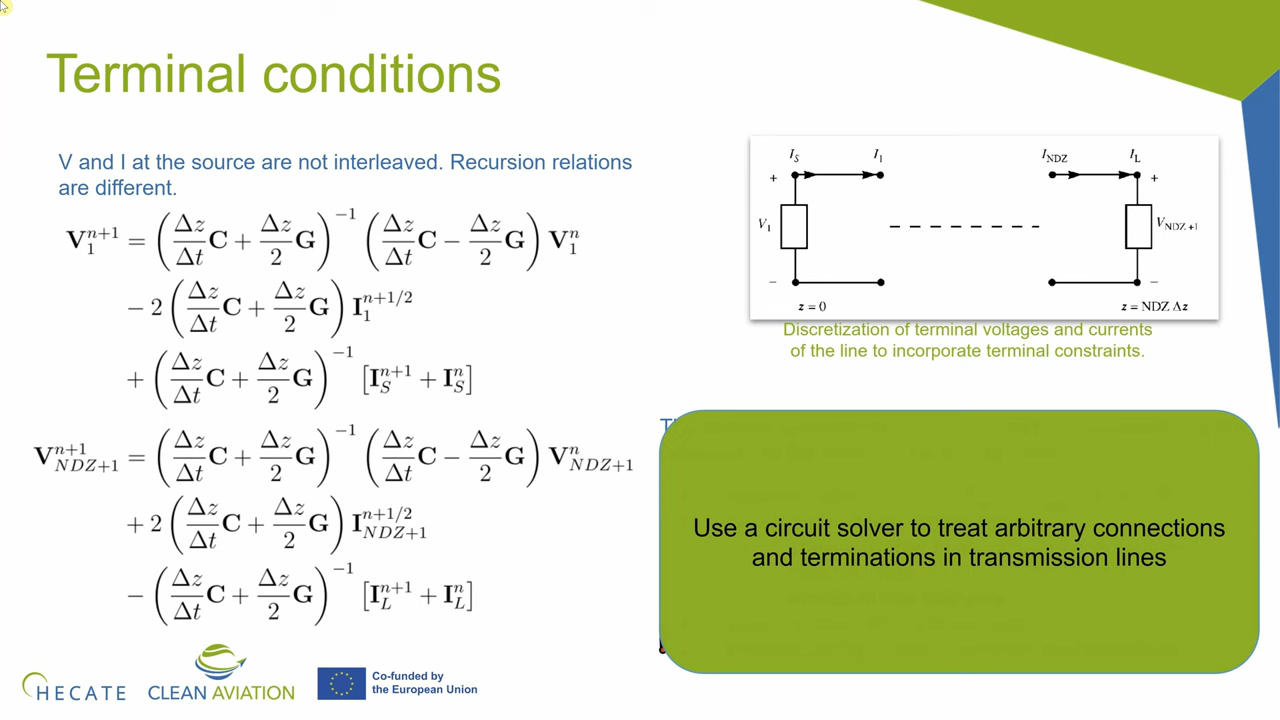 Terminal conditions
V and I at the source are not interleaved. Recursion relations
are different.
V_1^{n+1} = (Δz/Δt C + Δz/2 G)^{-1} (Δz/Δt C − Δz/2 G) V_1^n
− 2 (Δz/Δt C + Δz/2 G) I_1^{n+1/2}
+ (Δz/Δt C + Δz/2 G)^{-1} [I_S^{n+1} + I_S^n]
V_{NDZ+1}^{n+1} = (Δz/Δt C + Δz/2 G)^{-1} (Δz/Δt C − Δz/2 G) V_{NDZ+1}^n
+ 2 (Δz/Δt C + Δz/2 G) I_{NDZ+1}^{n+1/2}
− (Δz/Δt C + Δz/2 G)^{-1} [I_L^{n+1} + I_L^n]
I_S I_1 I_{NDZ} I_L
+ +
V_1 V_{NDZ+1}
− −
z = 0 z = NDZ Δz
Discretization of terminal voltages and currents
of the line to incorporate terminal constraints.
Use a circuit solver to treat arbitrary connections
and terminations in transmission lines
HECATE
CLEAN AVIATION
Co-funded by
the European Union